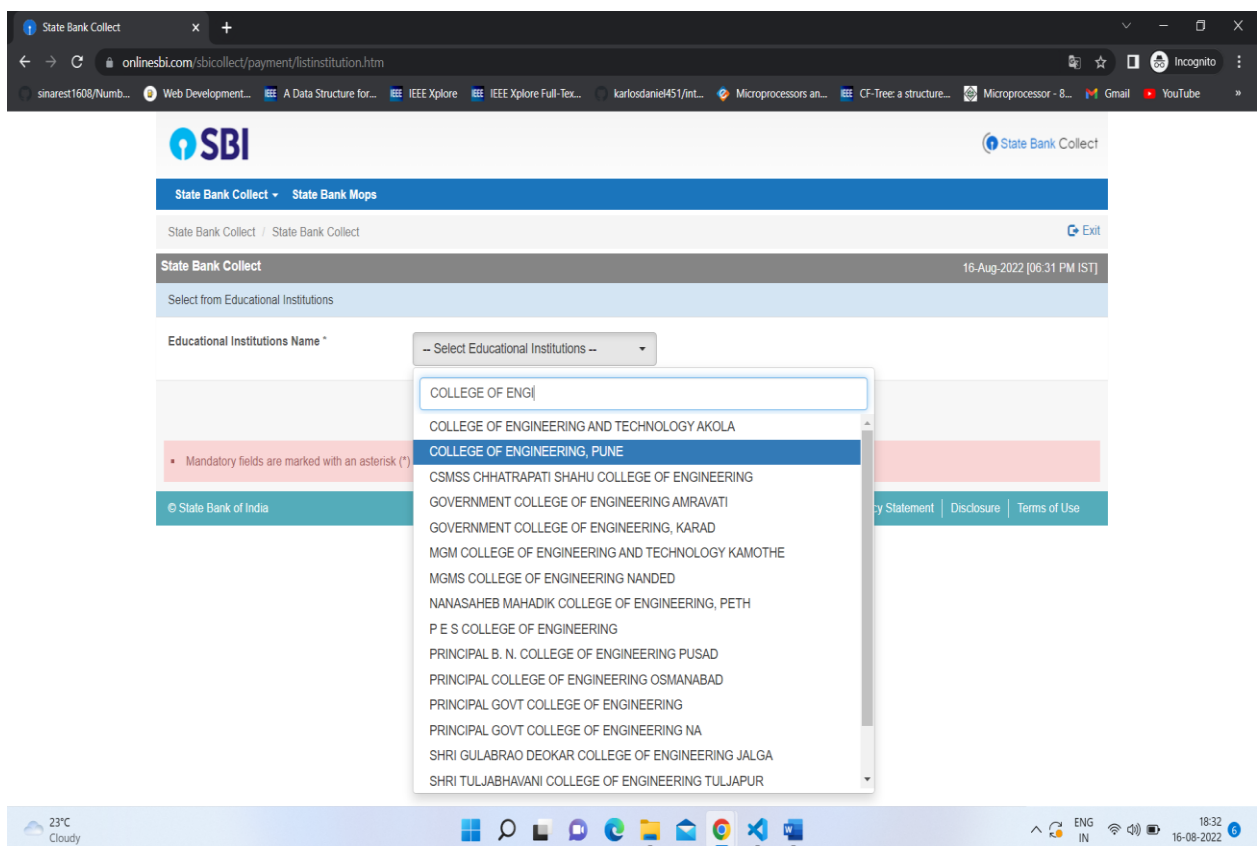 State Bank Collect
onlinesbi.com/sbicollect/payment/listinstitution.htm
Incognito
sinarest1608/Numb... Web Development... A Data Structure for... IEEE Xplore IEEE Xplore Full-Tex... karlosdaniel451/int... Microprocessors an... CF-Tree: a structure... Microprocessor - 8... Gmail YouTube »
SBI State Bank Collect
State Bank Collect State Bank Mops
State Bank Collect / State Bank Collect Exit
State Bank Collect 16-Aug-2022 [06:31 PM IST]
Select from Educational Institutions
Educational Institutions Name * -- Select Educational Institutions --
COLLEGE OF ENGI
COLLEGE OF ENGINEERING AND TECHNOLOGY AKOLA
COLLEGE OF ENGINEERING, PUNE
Mandatory fields are marked with an asterisk (*)
CSMSS CHHATRAPATI SHAHU COLLEGE OF ENGINEERING
GOVERNMENT COLLEGE OF ENGINEERING AMRAVATI
© State Bank of India cy Statement | Disclosure | Terms of Use
GOVERNMENT COLLEGE OF ENGINEERING, KARAD
MGM COLLEGE OF ENGINEERING AND TECHNOLOGY KAMOTHE
MGMS COLLEGE OF ENGINEERING NANDED
NANASAHEB MAHADIK COLLEGE OF ENGINEERING, PETH
P E S COLLEGE OF ENGINEERING
PRINCIPAL B. N. COLLEGE OF ENGINEERING PUSAD
PRINCIPAL COLLEGE OF ENGINEERING OSMANABAD
PRINCIPAL GOVT COLLEGE OF ENGINEERING
PRINCIPAL GOVT COLLEGE OF ENGINEERING NA
SHRI GULABRAO DEOKAR COLLEGE OF ENGINEERING JALGA
SHRI TULJABHAVANI COLLEGE OF ENGINEERING TULJAPUR
23°C
Cloudy
ENG
IN
18:32
16-08-2022
6